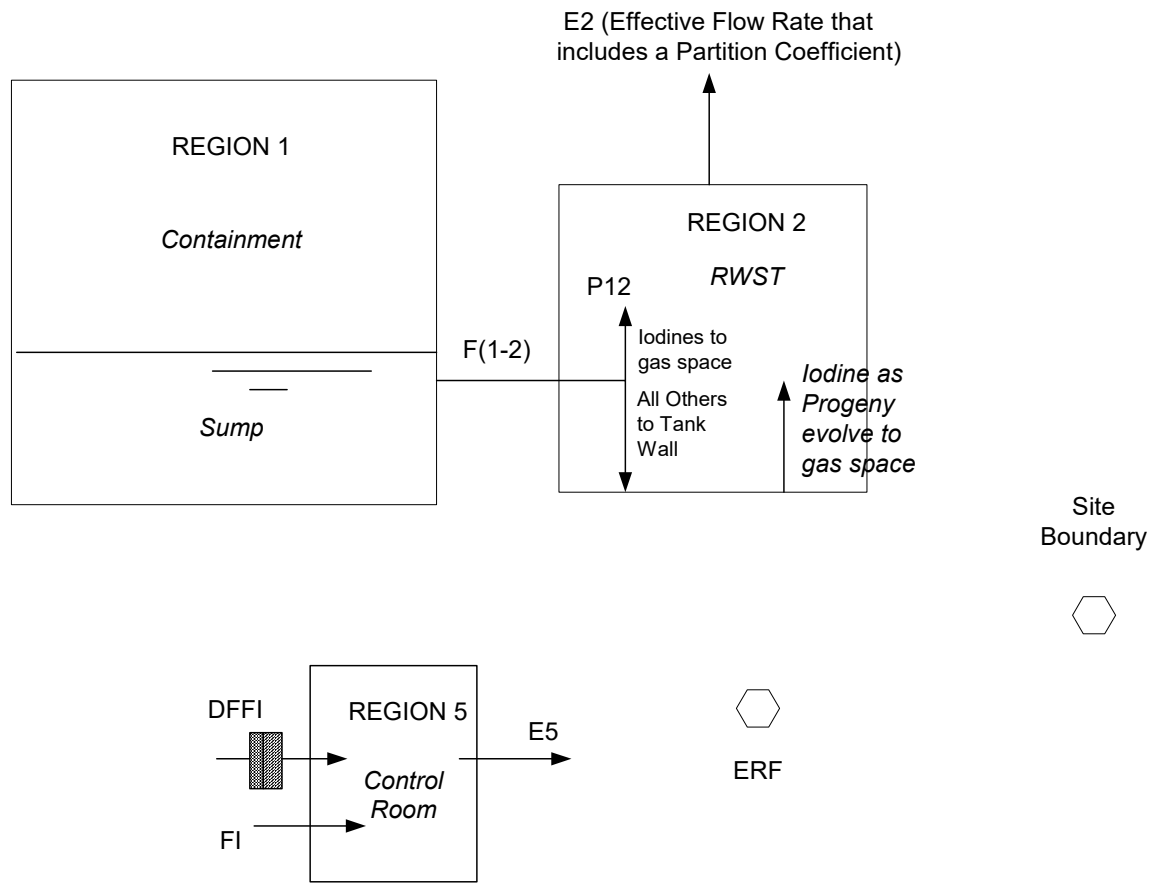 E2 (Effective Flow Rate that
includes a Partition Coefficient)
REGION 1
Containment
Sump
F(1-2)
REGION 2
RWST
P12
Iodines to
gas space
All Others
to Tank
Wall
Iodine as
Progeny
evolve to
gas space
Site
Boundary
DFFI
FI
REGION 5
Control
Room
E5
ERF